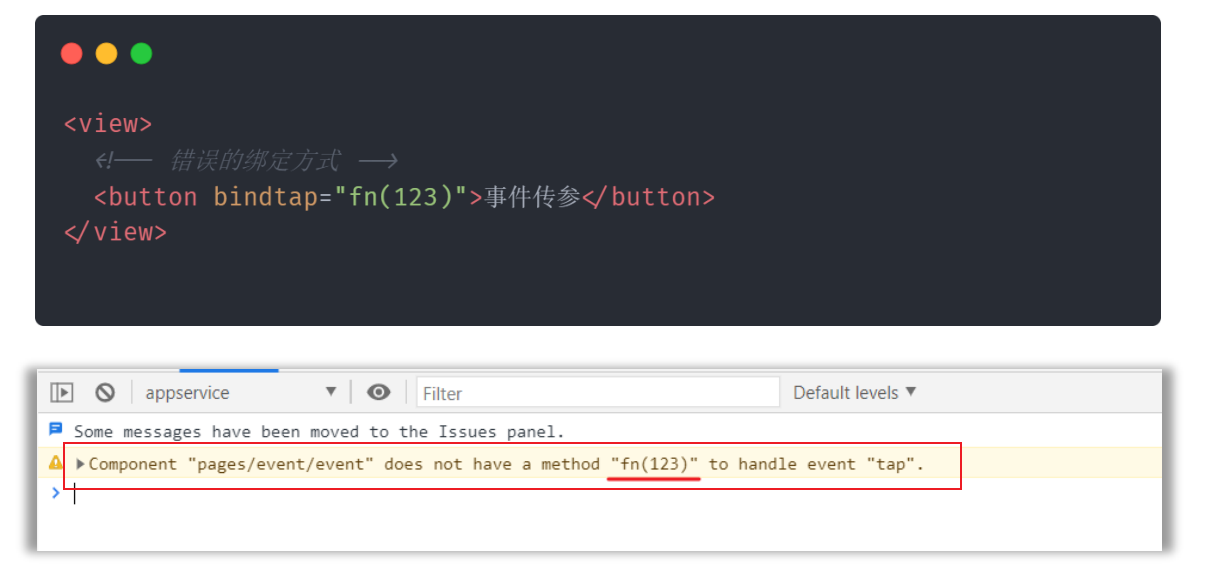 <view>
<!-- 错误的绑定方式 -->
<button bindtap="fn(123)">事件传参</button>
</view>
appservice ▼ Filter Default levels ▼
Some messages have been moved to the Issues panel.
▶Component "pages/event/event" does not have a method "fn(123)" to handle event "tap".
>